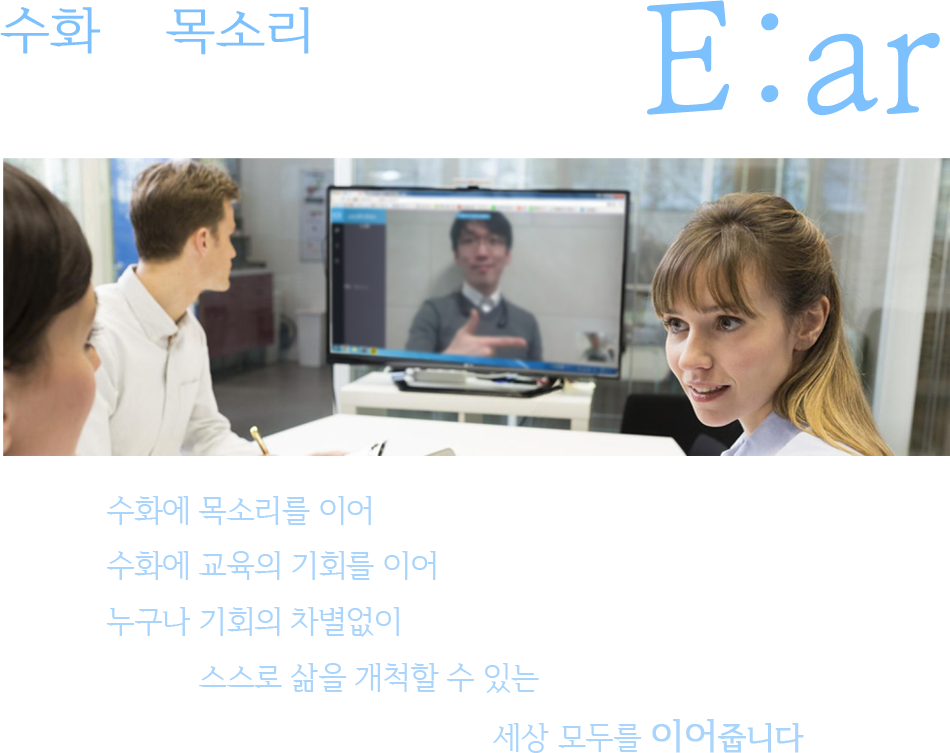 수화 목소리
E:ar
수화에 목소리를 이어
수화에 교육의 기회를 이어
누구나 기회의 차별없이
스스로 삶을 개척할 수 있는
세상 모두를 이어줍니다